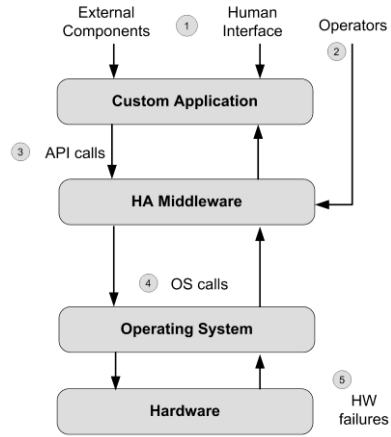 External
Components
1
Human
Interface
Operators
2
Custom Application
3 API calls
HA Middleware
4 OS calls
Operating System
5
HW
failures
Hardware